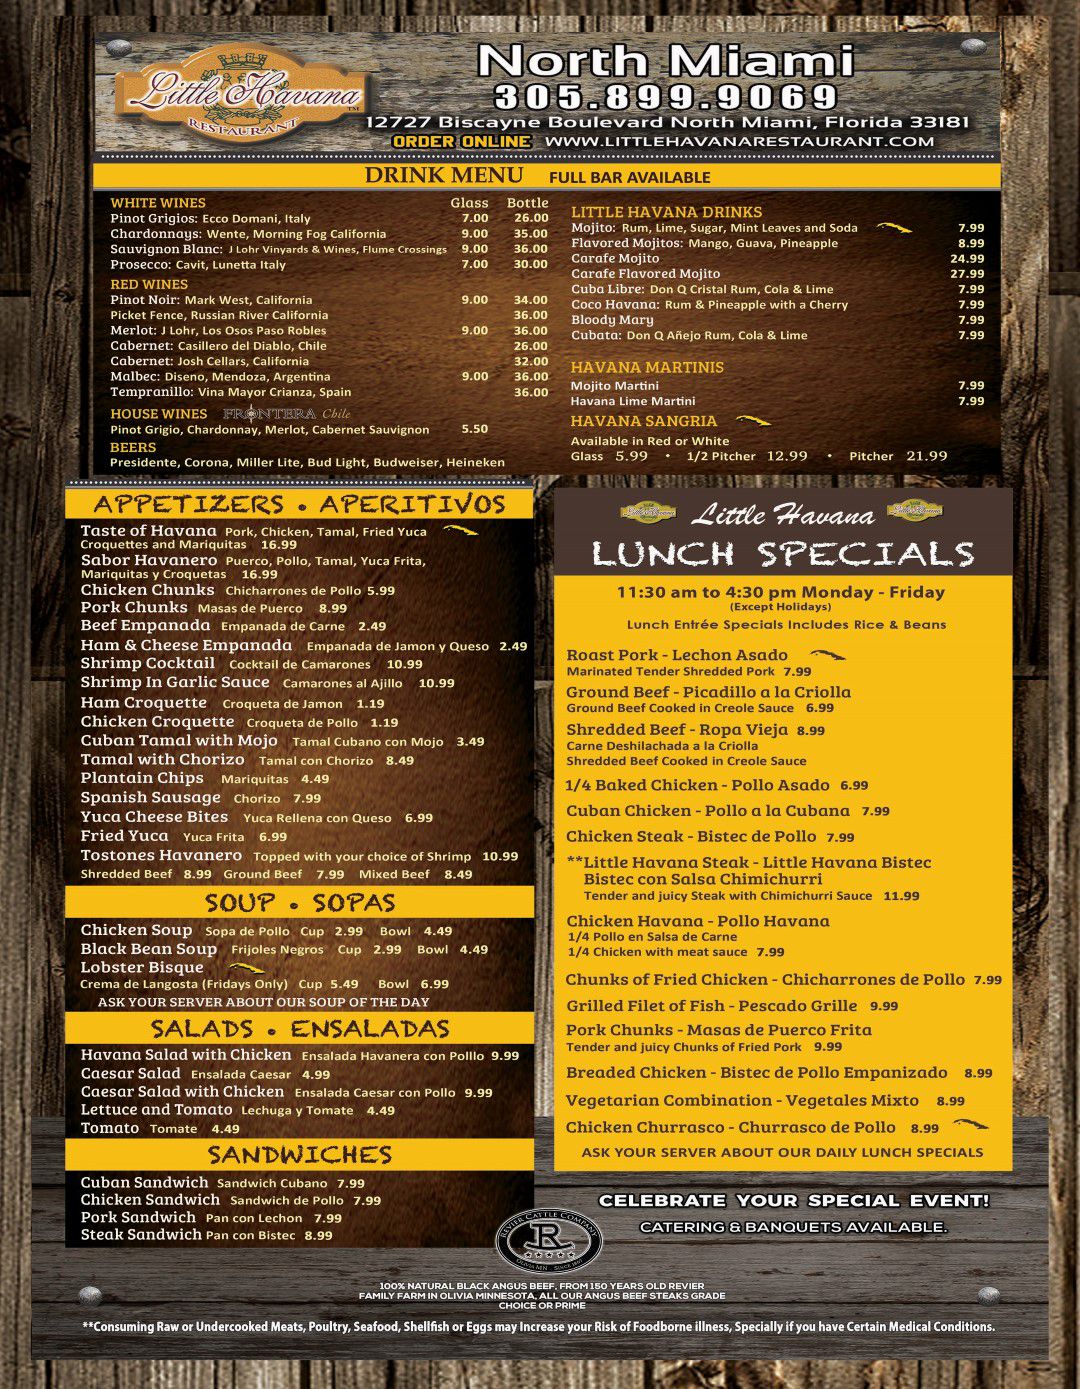 Little Havana
RESTAURANT
TM
North Miami
305.899.9069
12727 Biscayne Boulevard North Miami, Florida 33181
ORDER ONLINE WWW.LITTLEHAVANARESTAURANT.COM
DRINK MENU FULL BAR AVAILABLE
WHITE WINES Glass Bottle
Pinot Grigios: Ecco Domani, Italy 7.00 26.00
Chardonnays: Wente, Morning Fog California 9.00 35.00
Sauvignon Blanc: J Lohr Vinyards & Wines, Flume Crossings 9.00 36.00
Prosecco: Cavit, Lunetta Italy 7.00 30.00
RED WINES
Pinot Noir: Mark West, California 9.00 34.00
Picket Fence, Russian River California 36.00
Merlot: J Lohr, Los Osos Paso Robles 9.00 36.00
Cabernet: Casillero del Diablo, Chile 26.00
Cabernet: Josh Cellars, California 32.00
Malbec: Diseno, Mendoza, Argentina 9.00 36.00
Tempranillo: Vina Mayor Crianza, Spain 36.00
HOUSE WINES FRONTERA Chile
Pinot Grigio, Chardonnay, Merlot, Cabernet Sauvignon 5.50
BEERS
Presidente, Corona, Miller Lite, Bud Light, Budweiser, Heineken
LITTLE HAVANA DRINKS
Mojito: Rum, Lime, Sugar, Mint Leaves and Soda 7.99
Flavored Mojitos: Mango, Guava, Pineapple 8.99
Carafe Mojito 24.99
Carafe Flavored Mojito 27.99
Cuba Libre: Don Q Cristal Rum, Cola & Lime 7.99
Coco Havana: Rum & Pineapple with a Cherry 7.99
Bloody Mary 7.99
Cubata: Don Q Añejo Rum, Cola & Lime 7.99
HAVANA MARTINIS
Mojito Martini 7.99
Havana Lime Martini 7.99
HAVANA SANGRIA
Available in Red or White
Glass 5.99 • 1/2 Pitcher 12.99 • Pitcher 21.99
APPETIZERS • APERITIVOS
Taste of Havana Pork, Chicken, Tamal, Fried Yuca
Croquettes and Mariquitas 16.99
Sabor Havanero Puerco, Pollo, Tamal, Yuca Frita,
Mariquitas y Croquetas 16.99
Chicken Chunks Chicharrones de Pollo 5.99
Pork Chunks Masas de Puerco 8.99
Beef Empanada Empanada de Carne 2.49
Ham & Cheese Empanada Empanada de Jamon y Queso 2.49
Shrimp Cocktail Cocktail de Camarones 10.99
Shrimp In Garlic Sauce Camarones al Ajillo 10.99
Ham Croquette Croqueta de Jamon 1.19
Chicken Croquette Croqueta de Pollo 1.19
Cuban Tamal with Mojo Tamal Cubano con Mojo 3.49
Tamal with Chorizo Tamal con Chorizo 8.49
Plantain Chips Mariquitas 4.49
Spanish Sausage Chorizo 7.99
Yuca Cheese Bites Yuca Rellena con Queso 6.99
Fried Yuca Yuca Frita 6.99
Tostones Havanero Topped with your choice of Shrimp 10.99
Shredded Beef 8.99 Ground Beef 7.99 Mixed Beef 8.49
SOUP • SOPAS
Chicken Soup Sopa de Pollo Cup 2.99 Bowl 4.49
Black Bean Soup Frijoles Negros Cup 2.99 Bowl 4.49
Lobster Bisque
Crema de Langosta (Fridays Only) Cup 5.49 Bowl 6.99
ASK YOUR SERVER ABOUT OUR SOUP OF THE DAY
SALADS • ENSALADAS
Havana Salad with Chicken Ensalada Havanera con Polllo 9.99
Caesar Salad Ensalada Caesar 4.99
Caesar Salad with Chicken Ensalada Caesar con Pollo 9.99
Lettuce and Tomato Lechuga y Tomate 4.49
Tomato Tomate 4.49
SANDWICHES
Cuban Sandwich Sandwich Cubano 7.99
Chicken Sandwich Sandwich de Pollo 7.99
Pork Sandwich Pan con Lechon 7.99
Steak Sandwich Pan con Bistec 8.99
Little Havana
LUNCH SPECIALS
11:30 am to 4:30 pm Monday - Friday
(Except Holidays)
Lunch Entrée Specials Includes Rice & Beans
Roast Pork - Lechon Asado
Marinated Tender Shredded Pork 7.99
Ground Beef - Picadillo a la Criolla
Ground Beef Cooked in Creole Sauce 6.99
Shredded Beef - Ropa Vieja 8.99
Carne Deshilachada a la Criolla
Shredded Beef Cooked in Creole Sauce
1/4 Baked Chicken - Pollo Asado 6.99
Cuban Chicken - Pollo a la Cubana 7.99
Chicken Steak - Bistec de Pollo 7.99
**Little Havana Steak - Little Havana Bistec
Bistec con Salsa Chimichurri
Tender and juicy Steak with Chimichurri Sauce 11.99
Chicken Havana - Pollo Havana
1/4 Pollo en Salsa de Carne
1/4 Chicken with meat sauce 7.99
Chunks of Fried Chicken - Chicharrones de Pollo 7.99
Grilled Filet of Fish - Pescado Grille 9.99
Pork Chunks - Masas de Puerco Frita
Tender and juicy Chunks of Fried Pork 9.99
Breaded Chicken - Bistec de Pollo Empanizado 8.99
Vegetarian Combination - Vegetales Mixto 8.99
Chicken Churrasco - Churrasco de Pollo 8.99
ASK YOUR SERVER ABOUT OUR DAILY LUNCH SPECIALS
CELEBRATE YOUR SPECIAL EVENT!
CATERING & BANQUETS AVAILABLE.
REVIER CATTLE COMPANY
R
OLIVIA MN SINCE 1867
100% NATURAL BLACK ANGUS BEEF, FROM 150 YEARS OLD REVIER
FAMILY FARM IN OLIVIA MINNESOTA, ALL OUR ANGUS BEEF STEAKS GRADE
CHOICE OR PRIME
**Consuming Raw or Undercooked Meats, Poultry, Seafood, Shellfish or Eggs may Increase your Risk of Foodborne illness, Specially if you have Certain Medical Conditions.